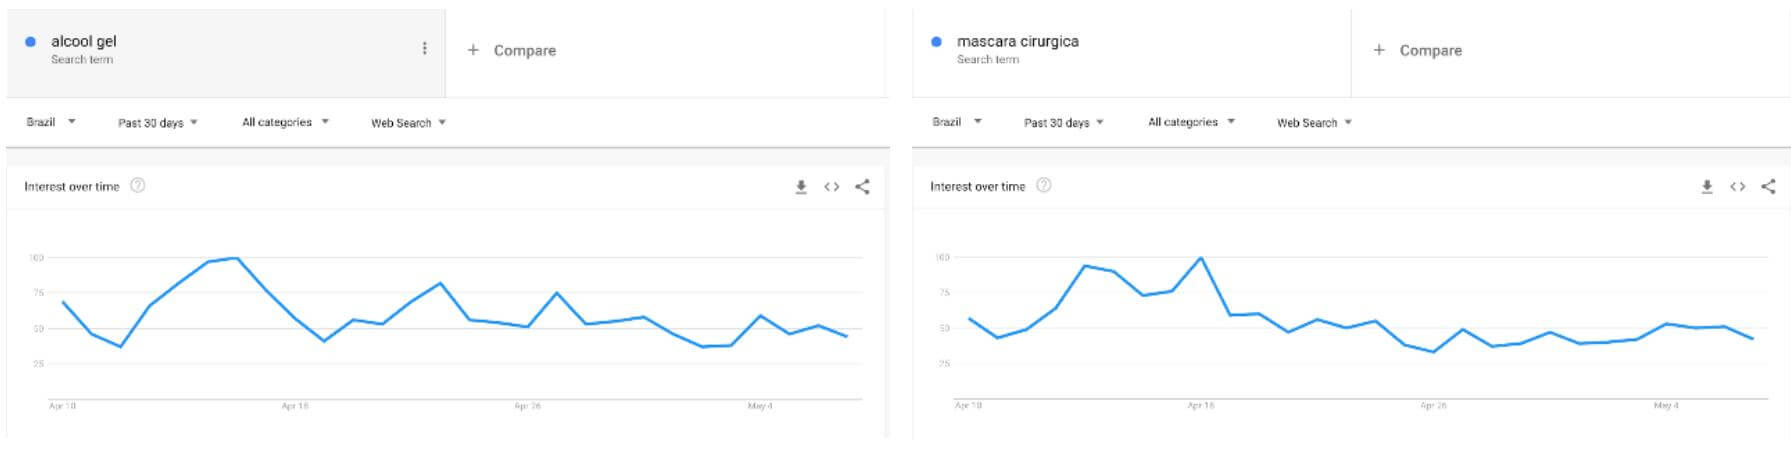 alcool gel
Search term
+ Compare
Brazil
Past 30 days
All categories
Web Search
Interest over time
100
75
50
25
Apr 10
Apr 18
Apr 26
May 4
mascara cirurgica
Search term
+ Compare
Brazil
Past 30 days
All categories
Web Search
Interest over time
100
75
50
25
Apr 10
Apr 18
Apr 26
May 4